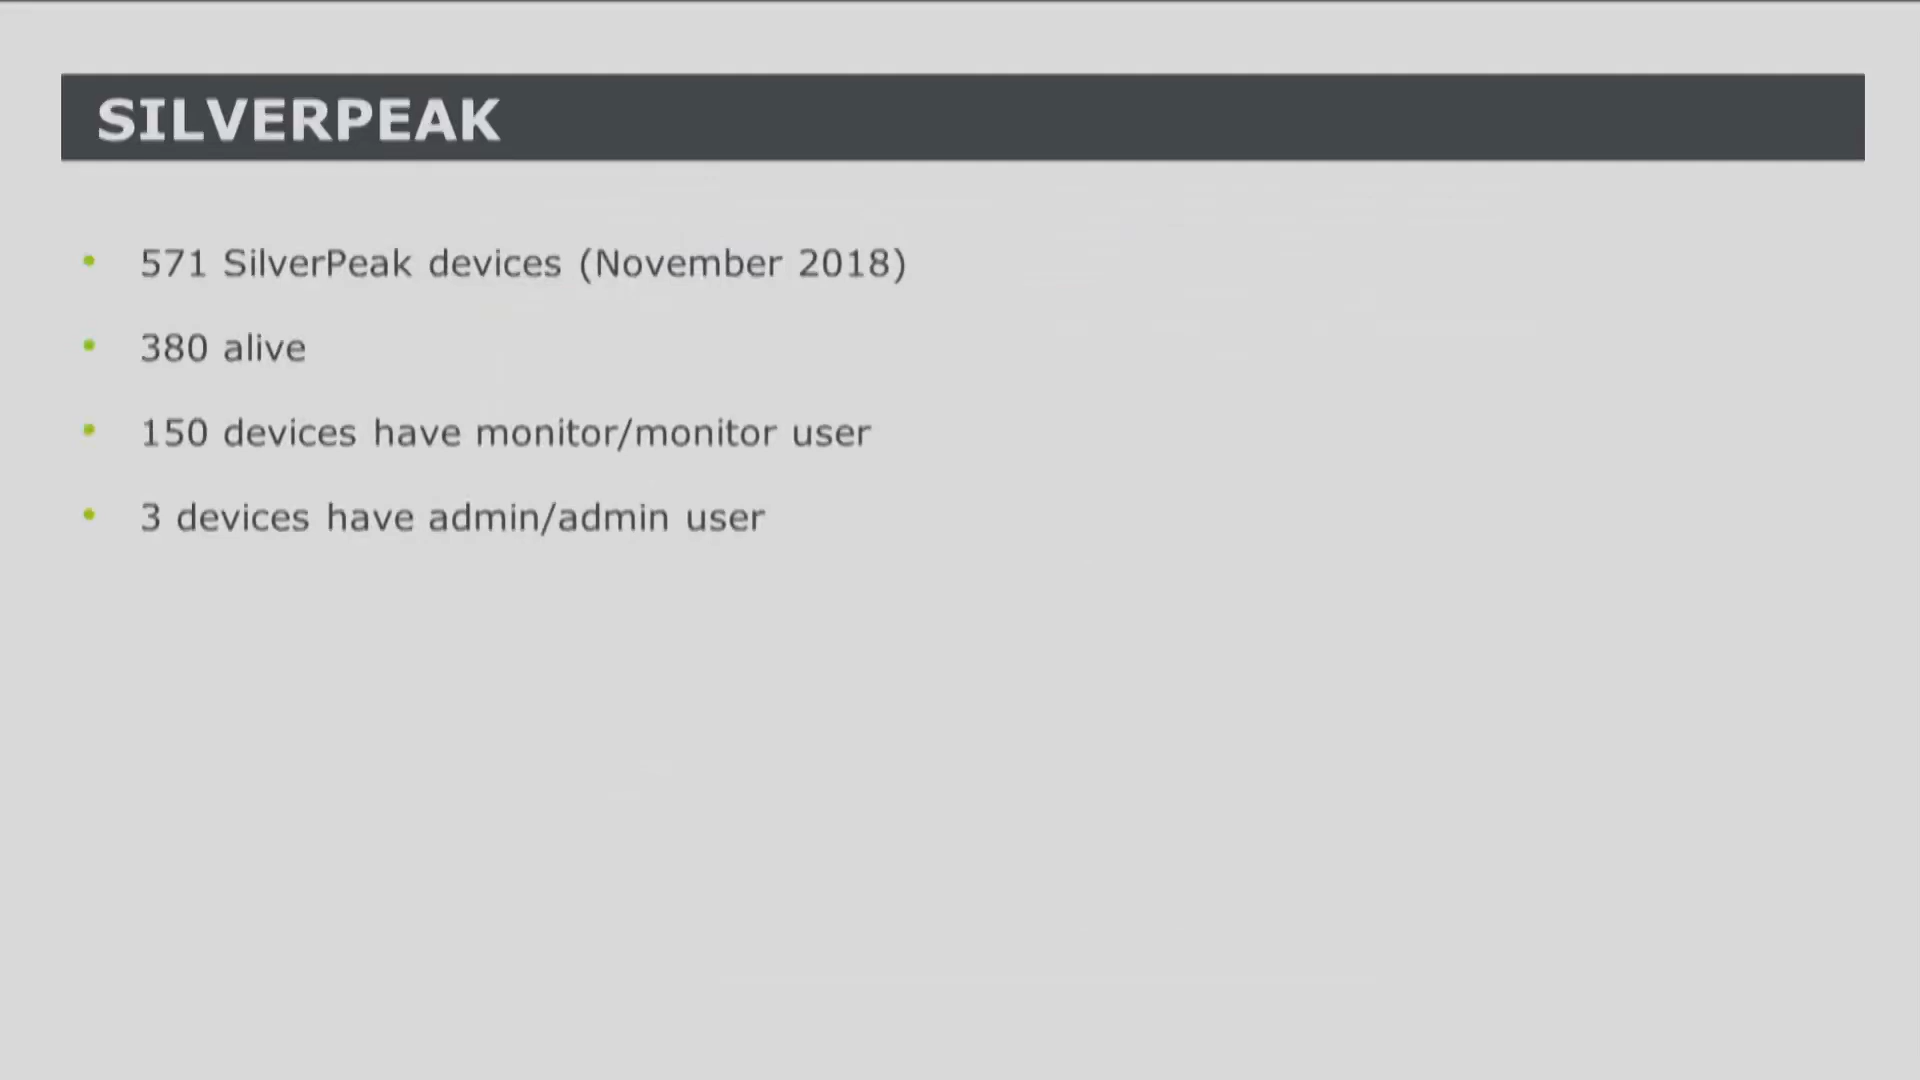 SILVERPEAK
• 571 SilverPeak devices (November 2018)
• 380 alive
• 150 devices have monitor/monitor user
• 3 devices have admin/admin user